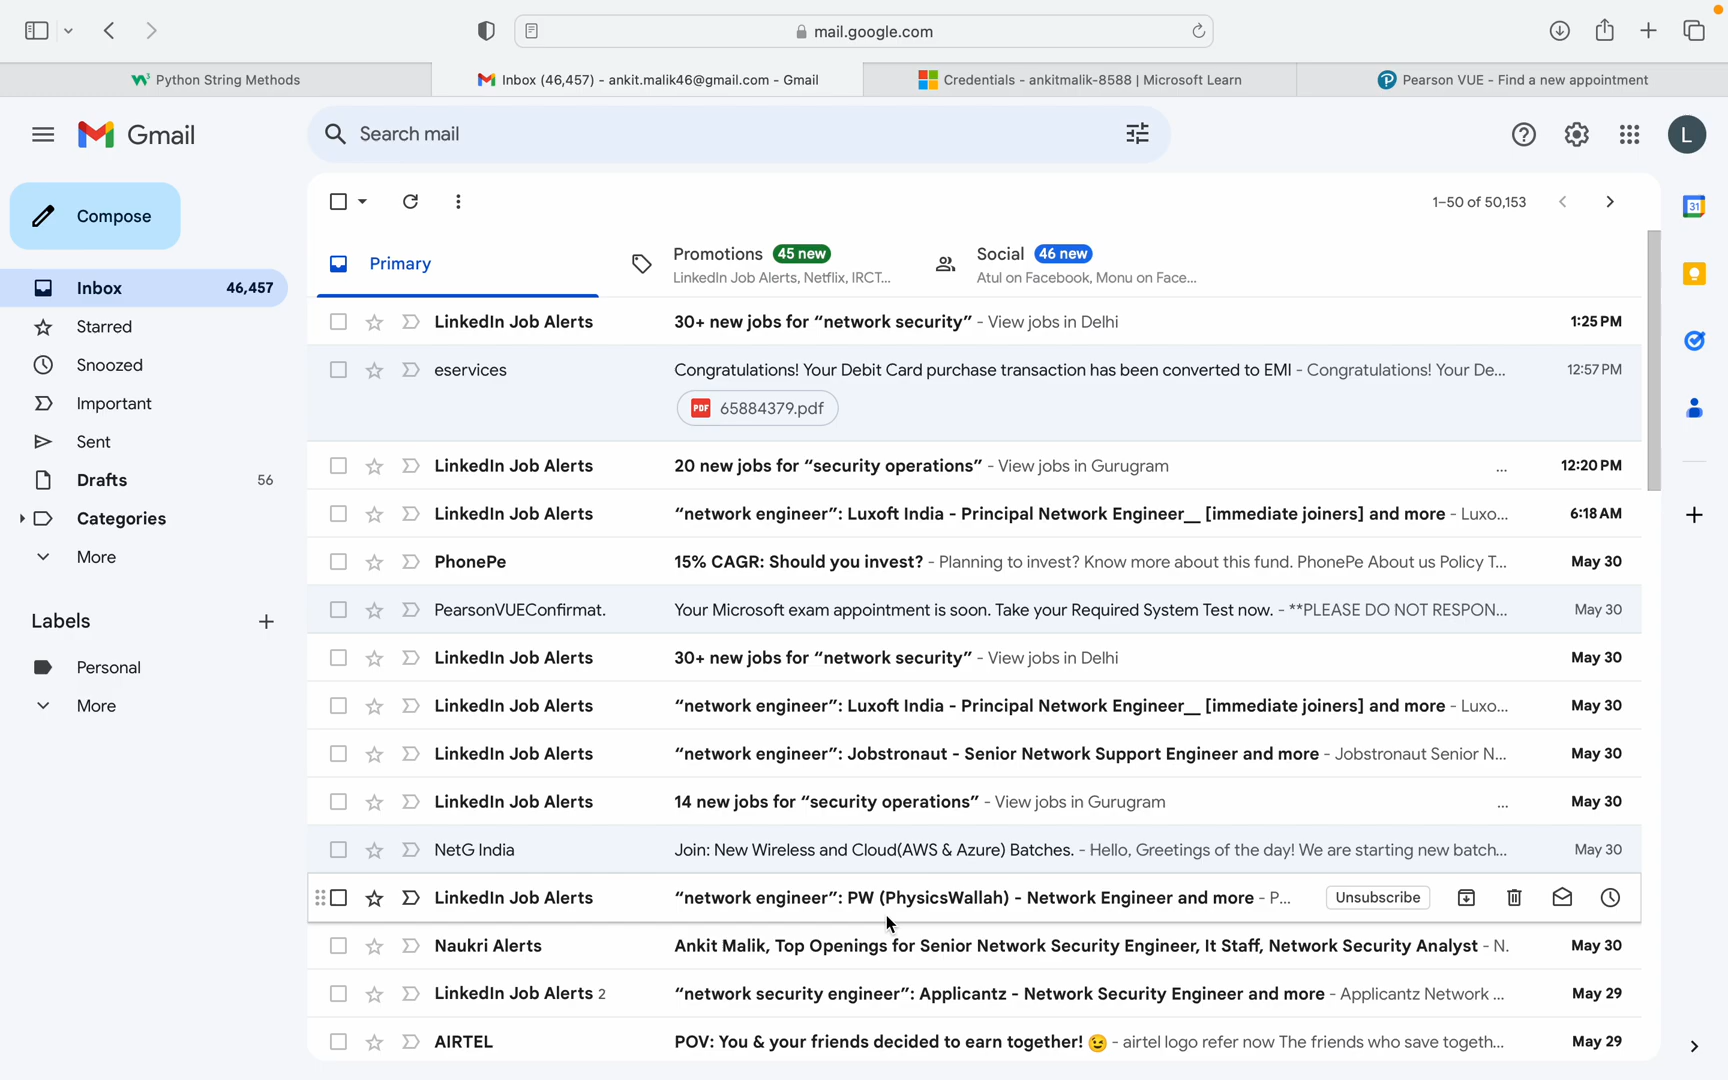 mail.google.com
Python String Methods
Inbox (46,457) - ankit.malik46@gmail.com - Gmail
Credentials - ankitmalik-8588 | Microsoft Learn
Pearson VUE - Find a new appointment
Gmail
Search mail
L
Compose
1–50 of 50,153
Primary
Promotions 45 new
LinkedIn Job Alerts, Netflix, IRCT...
Social 46 new
Atul on Facebook, Monu on Face...
31
Inbox 46,457
Starred
Snoozed
Important
Sent
Drafts 56
Categories
More
Labels
Personal
More
LinkedIn Job Alerts 30+ new jobs for “network security” - View jobs in Delhi 1:25 PM
eservices Congratulations! Your Debit Card purchase transaction has been converted to EMI - Congratulations! Your De... 12:57 PM
PDF 65884379.pdf
LinkedIn Job Alerts 20 new jobs for “security operations” - View jobs in Gurugram ... 12:20 PM
LinkedIn Job Alerts “network engineer”: Luxoft India - Principal Network Engineer__ [immediate joiners] and more - Luxo... 6:18 AM
PhonePe 15% CAGR: Should you invest? - Planning to invest? Know more about this fund. PhonePe About us Policy T... May 30
PearsonVUEConfirmat. Your Microsoft exam appointment is soon. Take your Required System Test now. - **PLEASE DO NOT RESPON... May 30
LinkedIn Job Alerts 30+ new jobs for “network security” - View jobs in Delhi May 30
LinkedIn Job Alerts “network engineer”: Luxoft India - Principal Network Engineer__ [immediate joiners] and more - Luxo... May 30
LinkedIn Job Alerts “network engineer”: Jobstronaut - Senior Network Support Engineer and more - Jobstronaut Senior N... May 30
LinkedIn Job Alerts 14 new jobs for “security operations” - View jobs in Gurugram ... May 30
NetG India Join: New Wireless and Cloud(AWS & Azure) Batches. - Hello, Greetings of the day! We are starting new batch... May 30
LinkedIn Job Alerts “network engineer”: PW (PhysicsWallah) - Network Engineer and more - P... Unsubscribe
Naukri Alerts Ankit Malik, Top Openings for Senior Network Security Engineer, It Staff, Network Security Analyst - N. May 30
LinkedIn Job Alerts 2 “network security engineer”: Applicantz - Network Security Engineer and more - Applicantz Network ... May 29
AIRTEL POV: You & your friends decided to earn together! 😉 - airtel logo refer now The friends who save togeth... May 29